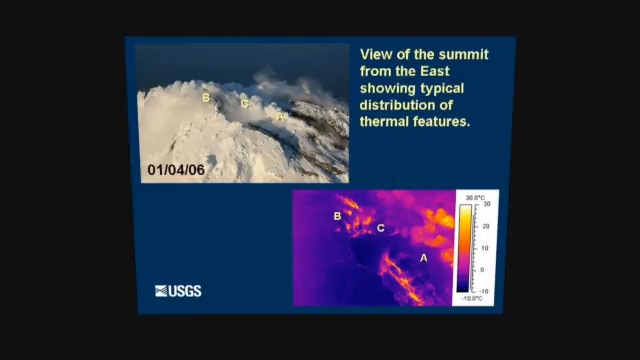 View of the summit
from the East
showing typical
distribution of
thermal features.
B
C
A
01/04/06
30.0°C
30
20
10
0
-10
-10.0°C
B
C
A
USGS